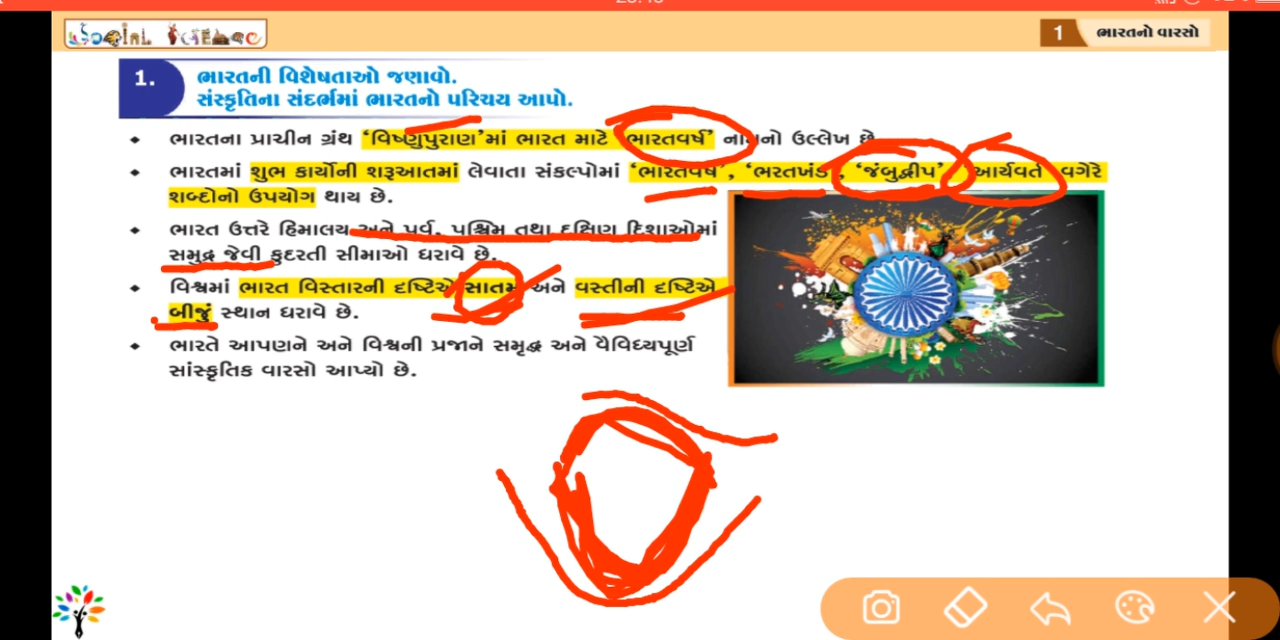 Social Science
1 ભારતનો વારસો
1. ભારતની વિશેષતાઓ જણાવો.
સંસ્કૃતિના સંદર્ભમાં ભારતનો પરિચય આપો.
• ભારતના પ્રાચીન ગ્રંથ ‘વિષ્ણુપુરાણ’માં ભારત માટે ‘ભારતવર્ષ’ નામનો ઉલ્લેખ છે.
• ભારતમાં શુભ કાર્યોની શરૂઆતમાં લેવાતા સંકલ્પોમાં ‘ભારતવર્ષ’, ‘ભરતખંડ’, ‘જંબુદ્વીપ’ ‘આર્યવર્ત’ વગેરે
શબ્દોનો ઉપયોગ થાય છે.
• ભારત ઉત્તરે હિમાલય અને પૂર્વ, પશ્ચિમ તથા દક્ષિણ દિશાઓમાં
સમુદ્ર જેવી કુદરતી સીમાઓ ધરાવે છે.
• વિશ્વમાં ભારત વિસ્તારની દૃષ્ટિએ સાતમું અને વસ્તીની દૃષ્ટિએ
બીજું સ્થાન ધરાવે છે.
• ભારતે આપણને અને વિશ્વની પ્રજાને સમૃદ્ધ અને વૈવિધ્યપૂર્ણ
સાંસ્કૃતિક વારસો આપ્યો છે.